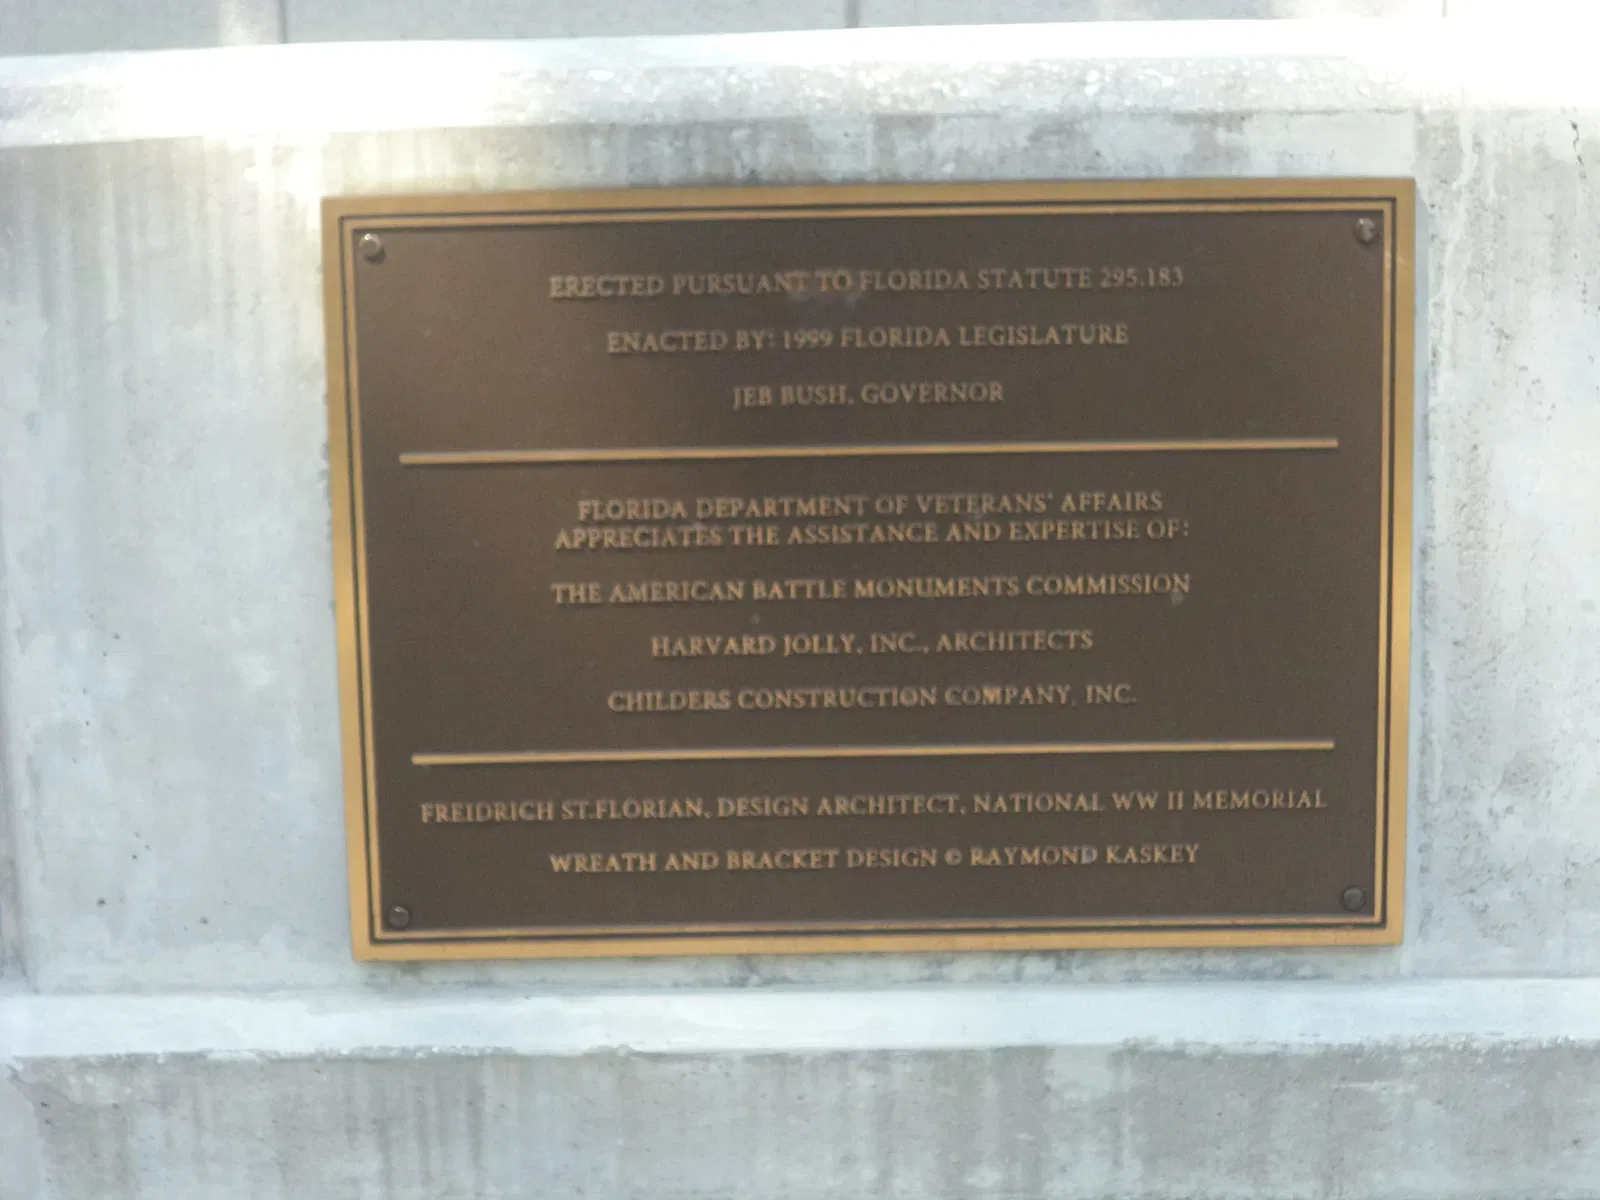 ERECTED PURSUANT TO FLORIDA STATUTE 295.183
ENACTED BY: 1999 FLORIDA LEGISLATURE
JEB BUSH, GOVERNOR
FLORIDA DEPARTMENT OF VETERANS' AFFAIRS
APPRECIATES THE ASSISTANCE AND EXPERTISE OF:
THE AMERICAN BATTLE MONUMENTS COMMISSION
HARVARD JOLLY, INC., ARCHITECTS
CHILDERS CONSTRUCTION COMPANY, INC.
FREIDRICH ST.FLORIAN, DESIGN ARCHITECT, NATIONAL WW II MEMORIAL
WREATH AND BRACKET DESIGN © RAYMOND KASKEY